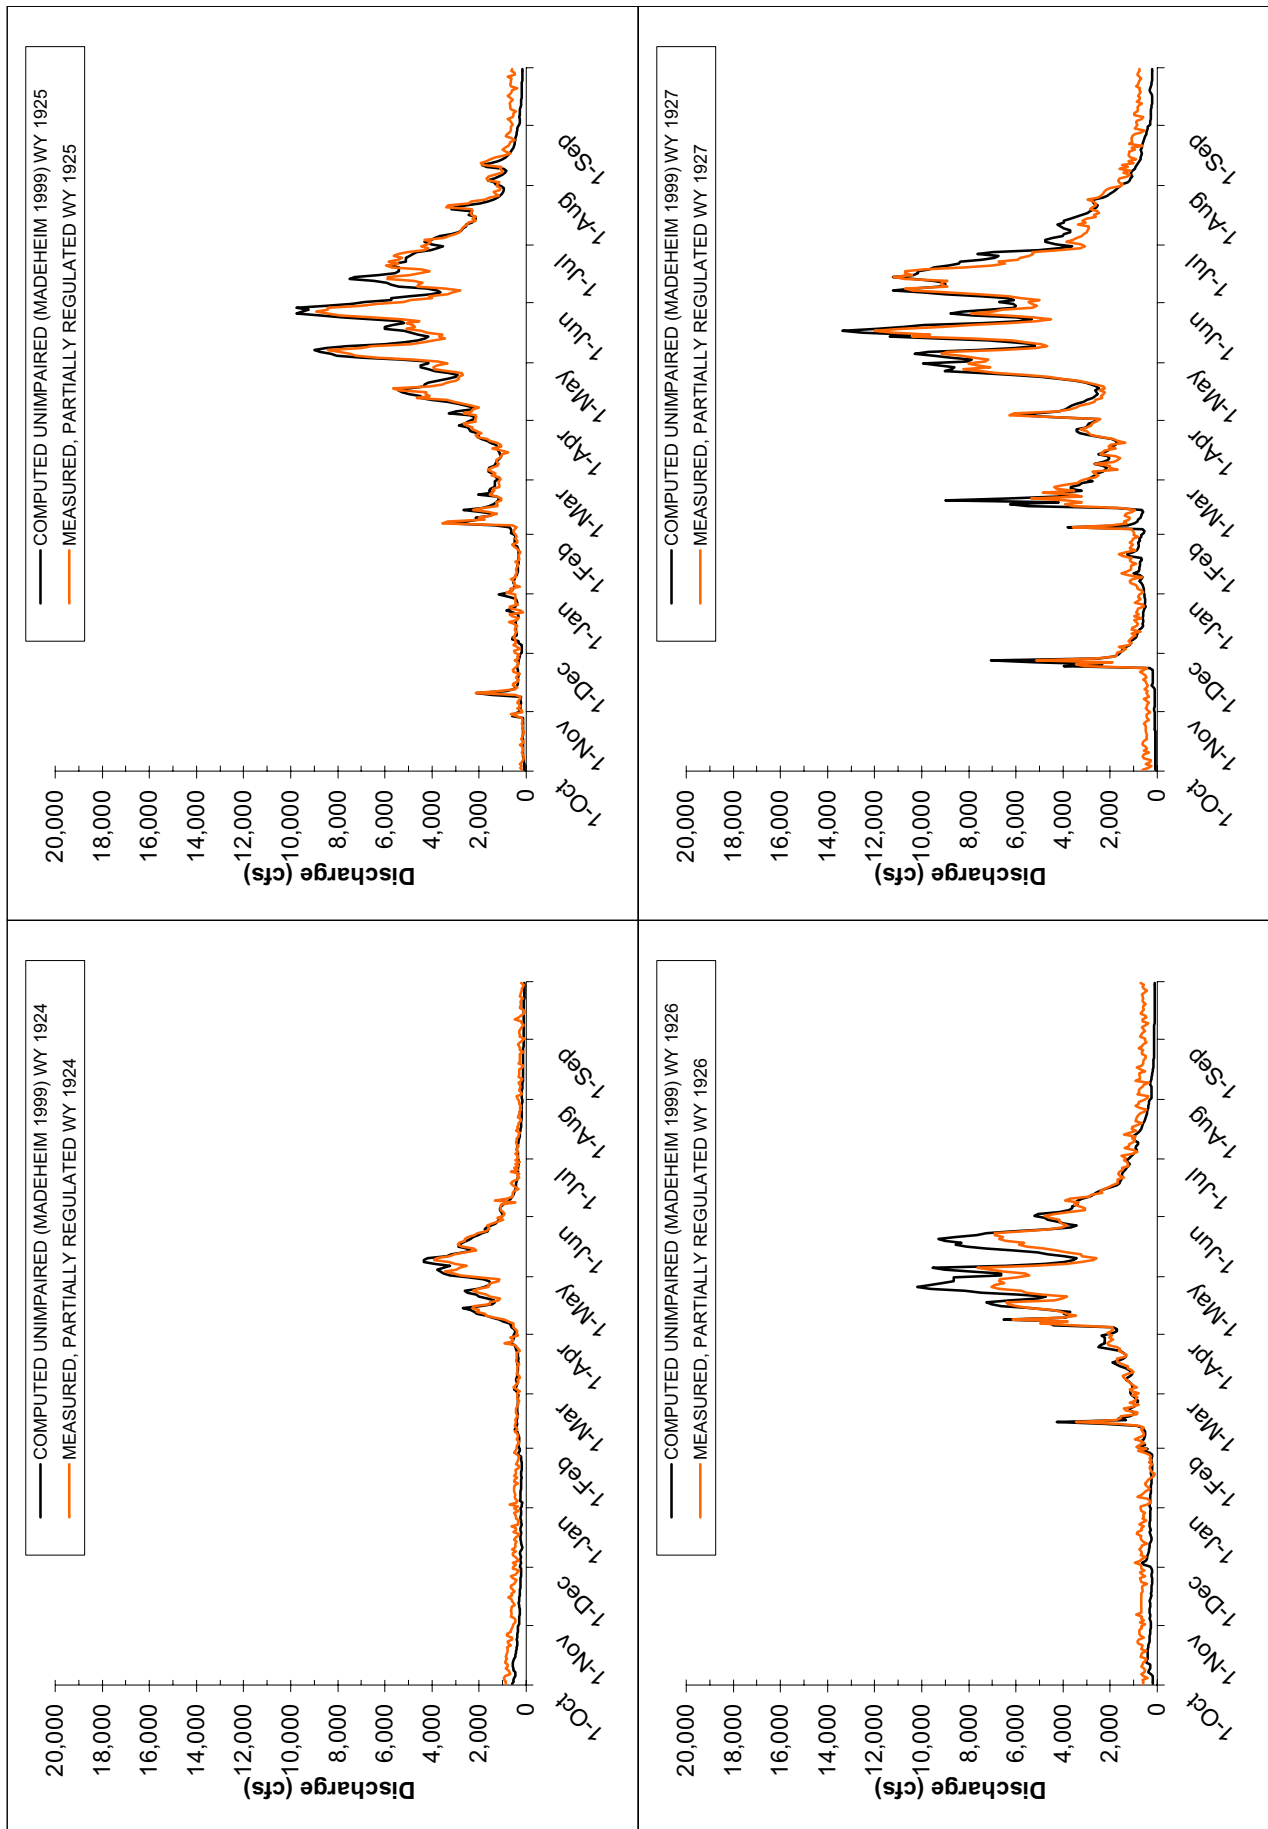 COMPUTED UNIMPAIRED (MADEHEIM 1999) WY 1924
MEASURED, PARTIALLY REGULATED WY 1924
20,000
18,000
16,000
14,000
12,000
10,000
8,000
6,000
4,000
2,000
0
Discharge (cfs)
1-Oct
1-Nov
1-Dec
1-Jan
1-Feb
1-Mar
1-Apr
1-May
1-Jun
1-Jul
1-Aug
1-Sep
COMPUTED UNIMPAIRED (MADEHEIM 1999) WY 1925
MEASURED, PARTIALLY REGULATED WY 1925
20,000
18,000
16,000
14,000
12,000
10,000
8,000
6,000
4,000
2,000
0
Discharge (cfs)
1-Oct
1-Nov
1-Dec
1-Jan
1-Feb
1-Mar
1-Apr
1-May
1-Jun
1-Jul
1-Aug
1-Sep
COMPUTED UNIMPAIRED (MADEHEIM 1999) WY 1926
MEASURED, PARTIALLY REGULATED WY 1926
20,000
18,000
16,000
14,000
12,000
10,000
8,000
6,000
4,000
2,000
0
Discharge (cfs)
1-Oct
1-Nov
1-Dec
1-Jan
1-Feb
1-Mar
1-Apr
1-May
1-Jun
1-Jul
1-Aug
1-Sep
COMPUTED UNIMPAIRED (MADEHEIM 1999) WY 1927
MEASURED, PARTIALLY REGULATED WY 1927
20,000
18,000
16,000
14,000
12,000
10,000
8,000
6,000
4,000
2,000
0
Discharge (cfs)
1-Oct
1-Nov
1-Dec
1-Jan
1-Feb
1-Mar
1-Apr
1-May
1-Jun
1-Jul
1-Aug
1-Sep